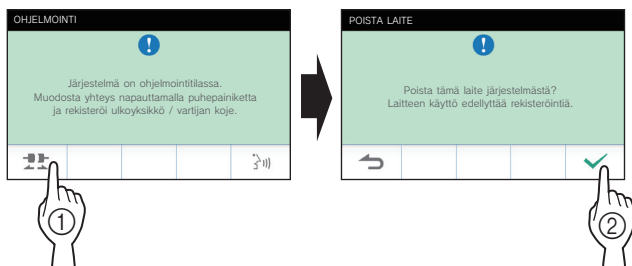 OHJELMOINTI
Järjestelmä on ohjelmointitilassa.
Muodosta yhteys napauttamalla puhepainiketta
ja rekisteröi ulkoyksikkö / vartijan koje.
①
POISTA LAITE
Poista tämä laite järjestelmästä?
Laitteen käyttö edellyttää rekisteröintiä.
②